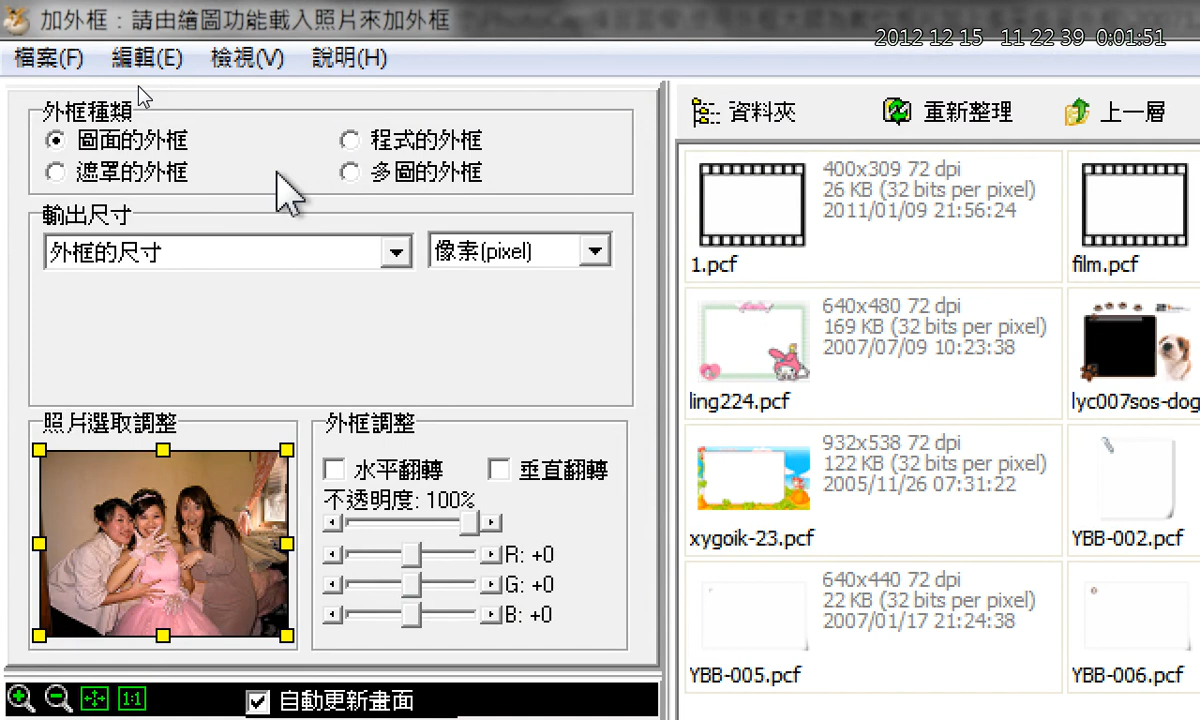 加外框：請由繪圖功能載入照片來加外框
2012 12 15 11 22 39 0:01:51
檔案(F) 編輯(E) 檢視(V) 說明(H)
外框種類
圖面的外框 程式的外框
遮罩的外框 多圖的外框
輸出尺寸
外框的尺寸 像素(pixel)
照片選取調整
外框調整
水平翻轉 垂直翻轉
不透明度: 100%
R: +0
G: +0
B: +0
1:1 自動更新畫面
資料夾 重新整理 上一層
400x309 72 dpi
26 KB (32 bits per pixel)
2011/01/09 21:56:24
1.pcf film.pcf
640x480 72 dpi
169 KB (32 bits per pixel)
2007/07/09 10:23:38
ling224.pcf lyc007sos-dog
932x538 72 dpi
122 KB (32 bits per pixel)
2005/11/26 07:31:22
xygoik-23.pcf YBB-002.pcf
640x440 72 dpi
22 KB (32 bits per pixel)
2007/01/17 21:24:38
YBB-005.pcf YBB-006.pcf